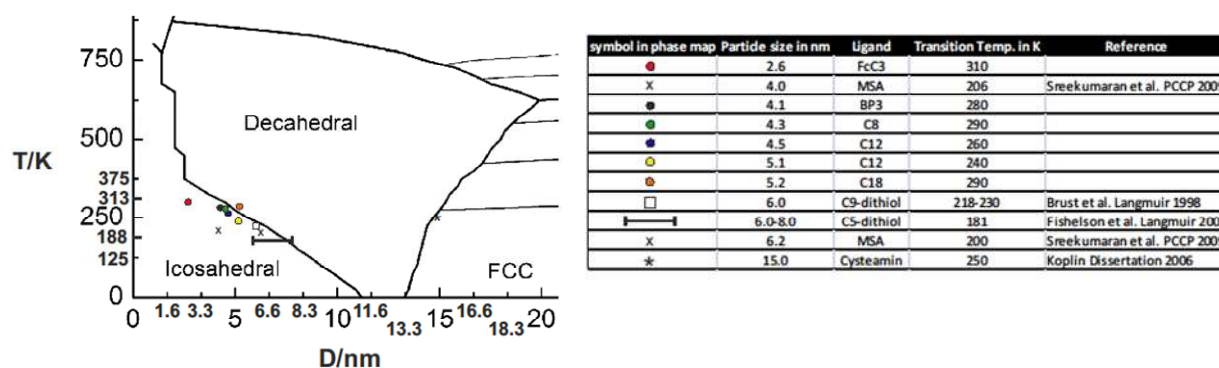 750
500
T/K
375
313
250
188
125
0
Decahedral
Icosahedral
FCC
0 1.6 3.3 5 6.6 8.3 10 11.6 13.3 15 16.6 18.3 20
D/nm
symbol in phase map Particle size in nm Ligand Transition Temp. in K Reference
2.6 FcC3 310
x 4.0 MSA 206 Sreekumaran et al. PCCP 200
4.1 BP3 280
4.3 C8 290
4.5 C12 260
5.1 C12 240
5.2 C18 290
6.0 C9-dithiol 218-230 Brust et al. Langmuir 1998
6.0-8.0 C5-dithiol 181 Fishelson et al. Langmuir 200
x 6.2 MSA 200 Sreekumaran et al. PCCP 200
* 15.0 Cysteamin 250 Koplin Dissertation 2006